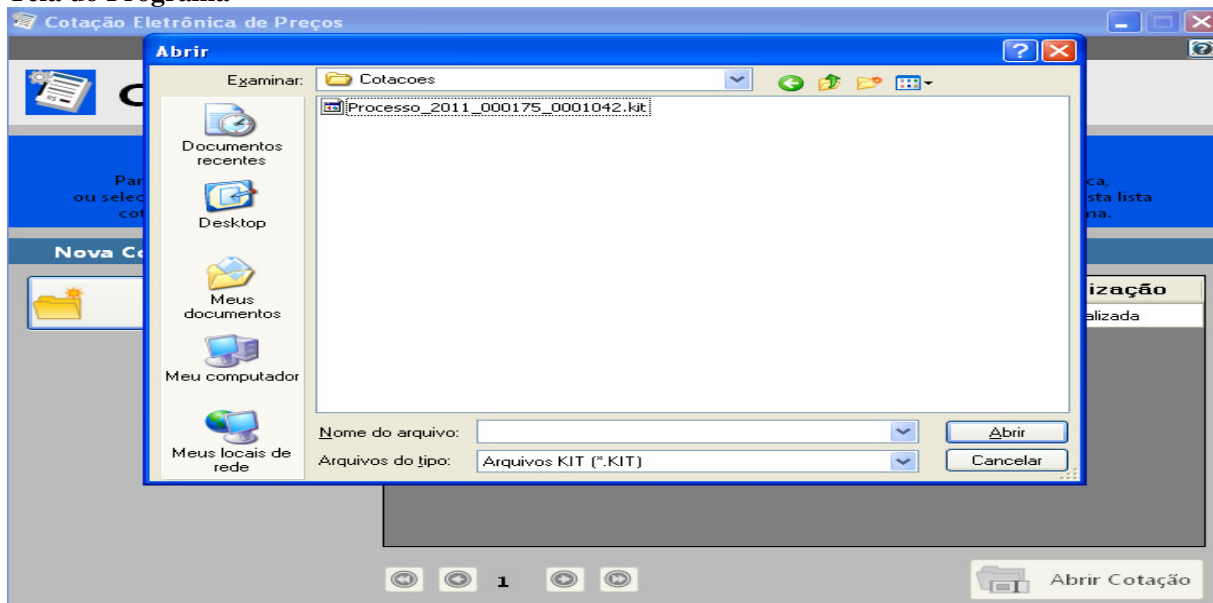 Tela do Programa
Cotação Eletrônica de Preços
Abrir
Examinar:
Cotacoes
Processo_2011_000175_0001042.kit
Documentos
recentes
Desktop
Meus
documentos
Meu computador
Meus locais de
rede
Nome do arquivo:
Abrir
Arquivos do tipo:
Arquivos KIT (*.KIT)
Cancelar
C
Par
ca,
ou selec
sta lista
cot
na.
Nova Co
ização
alizada
1
Abrir Cotação